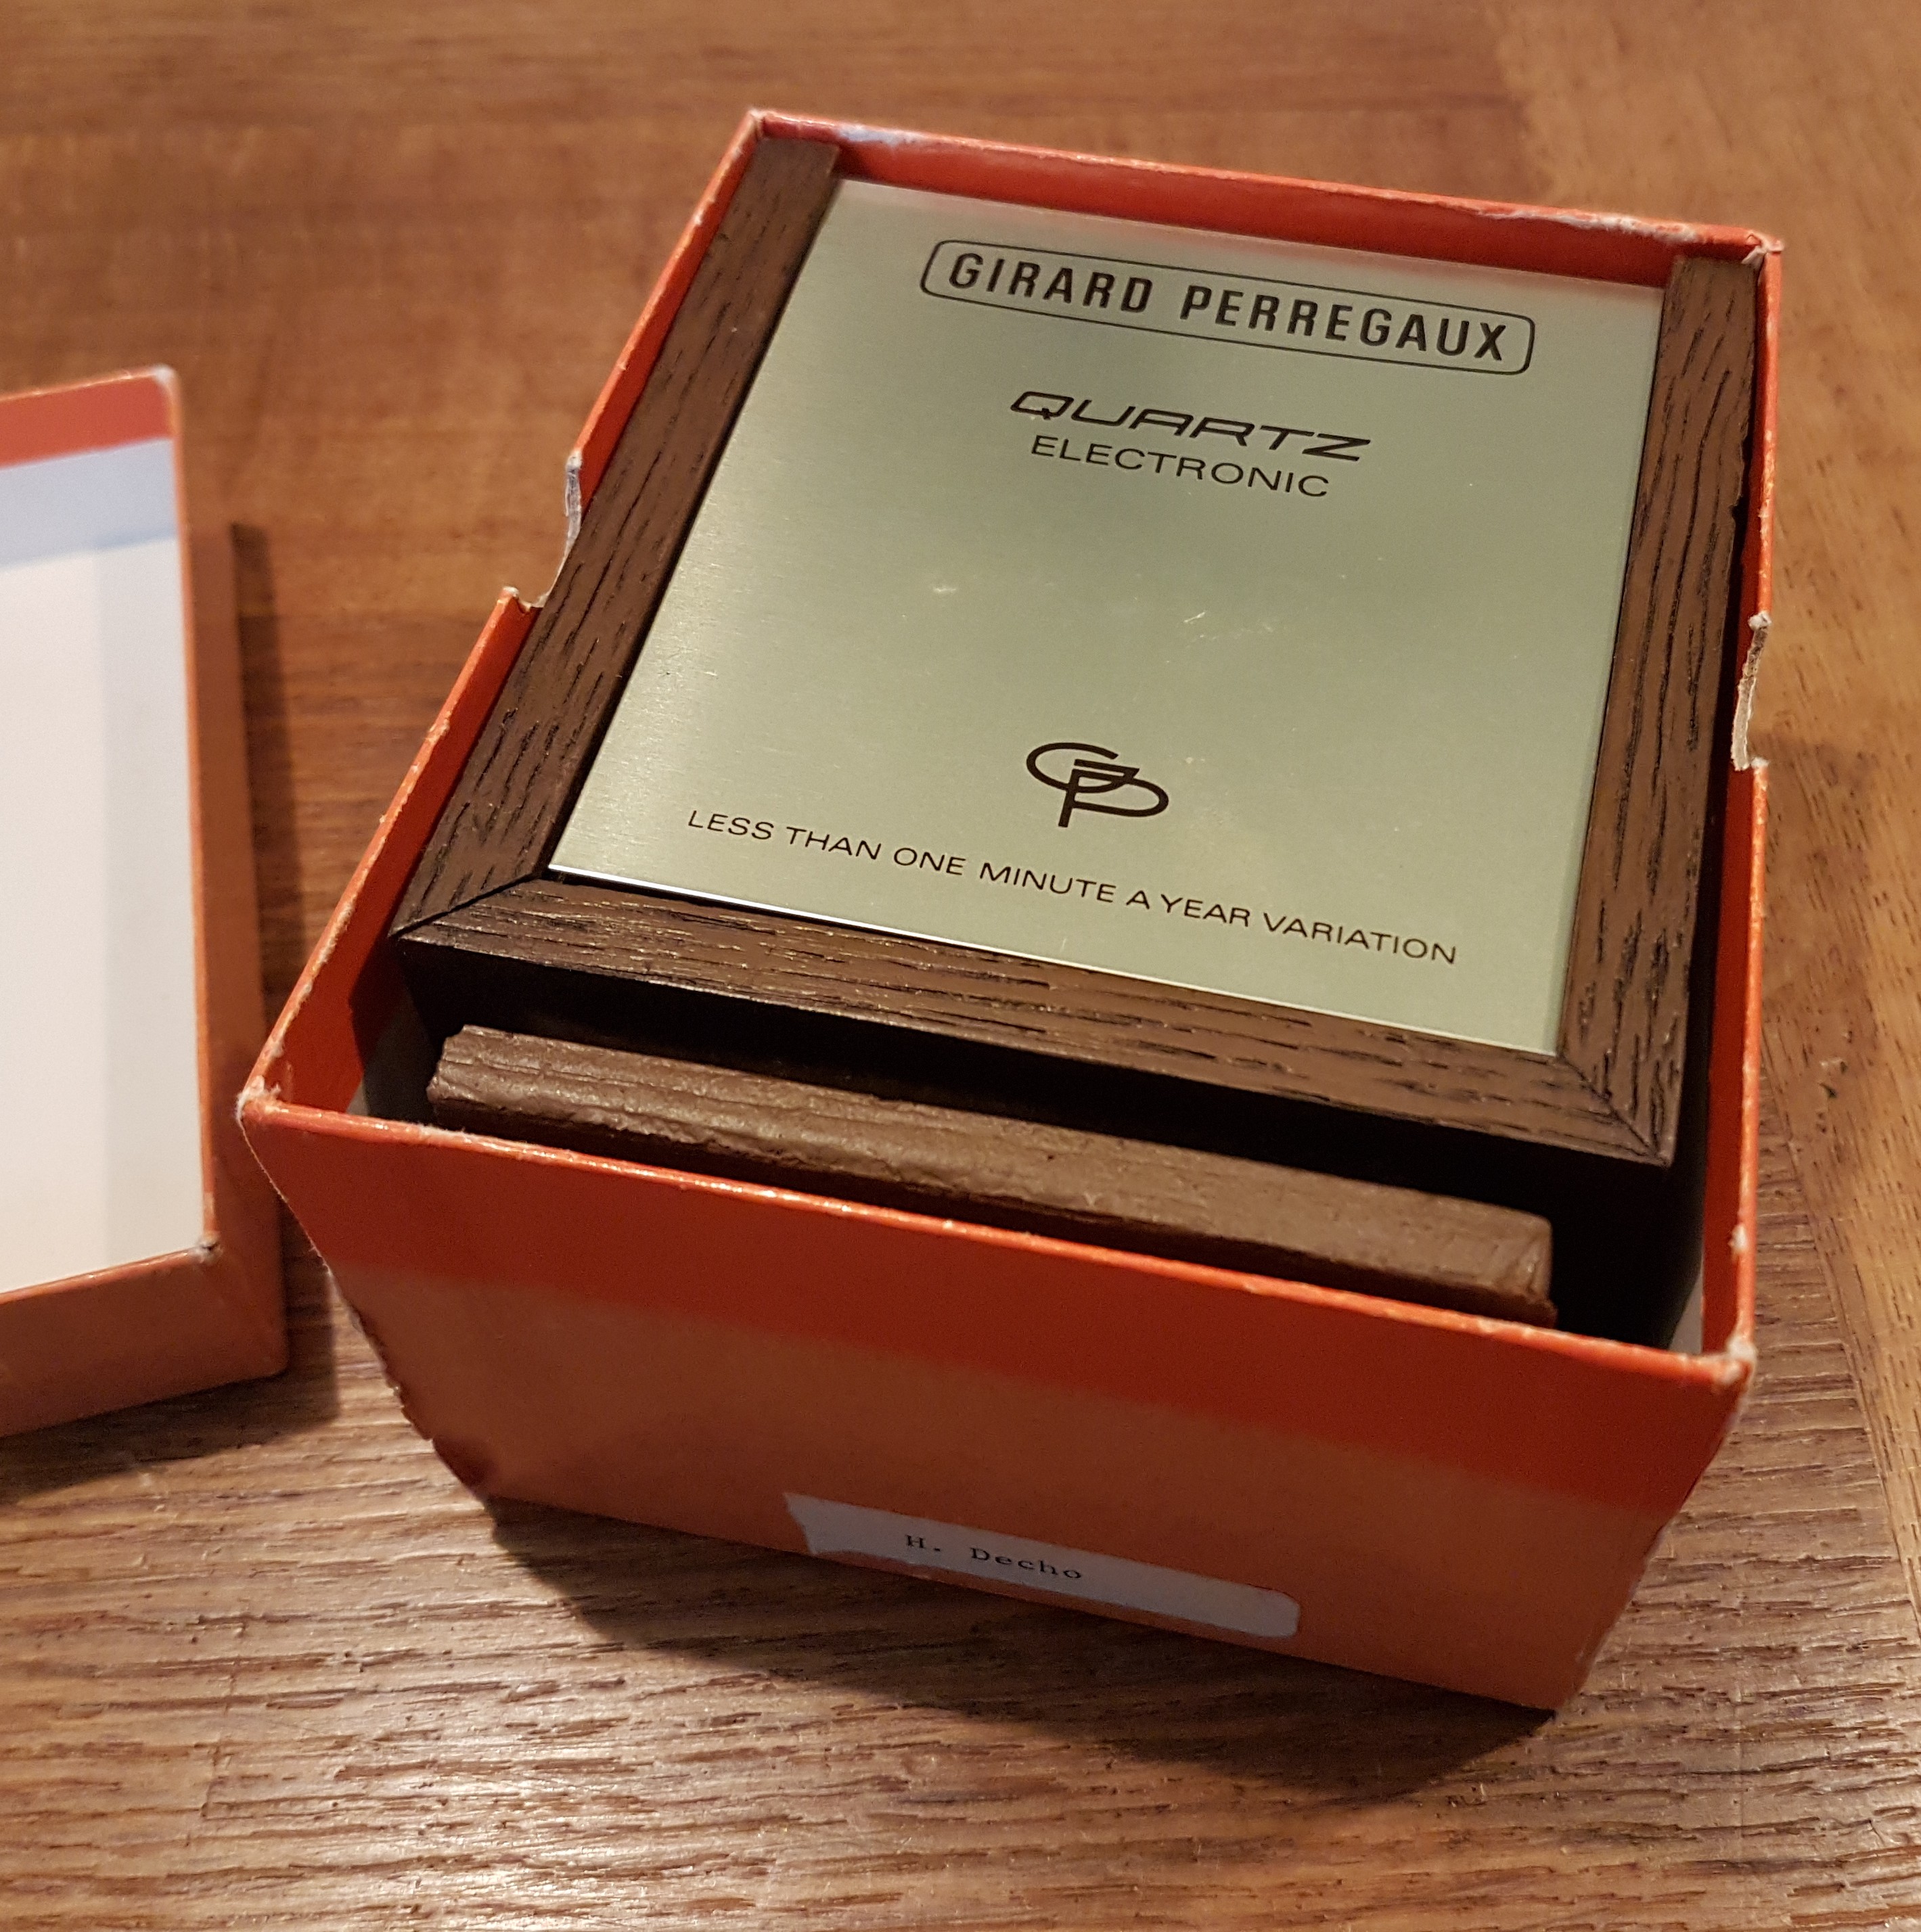 GIRARD PERREGAUX
QUARTZ
ELECTRONIC
GP
LESS THAN ONE MINUTE A YEAR VARIATION
H. Decho